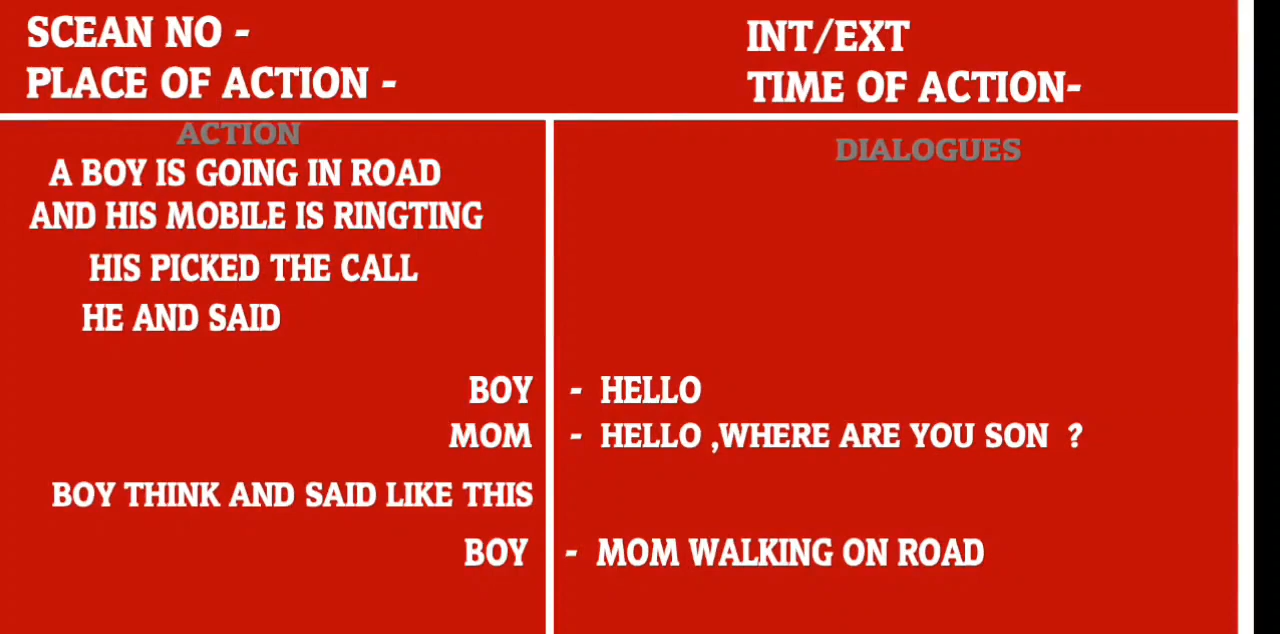 SCEAN NO -
INT/EXT
PLACE OF ACTION -
TIME OF ACTION-
ACTION
DIALOGUES
A BOY IS GOING IN ROAD
AND HIS MOBILE IS RINGTING
HIS PICKED THE CALL
HE AND SAID
BOY - HELLO
MOM - HELLO ,WHERE ARE YOU SON ?
BOY THINK AND SAID LIKE THIS
BOY - MOM WALKING ON ROAD